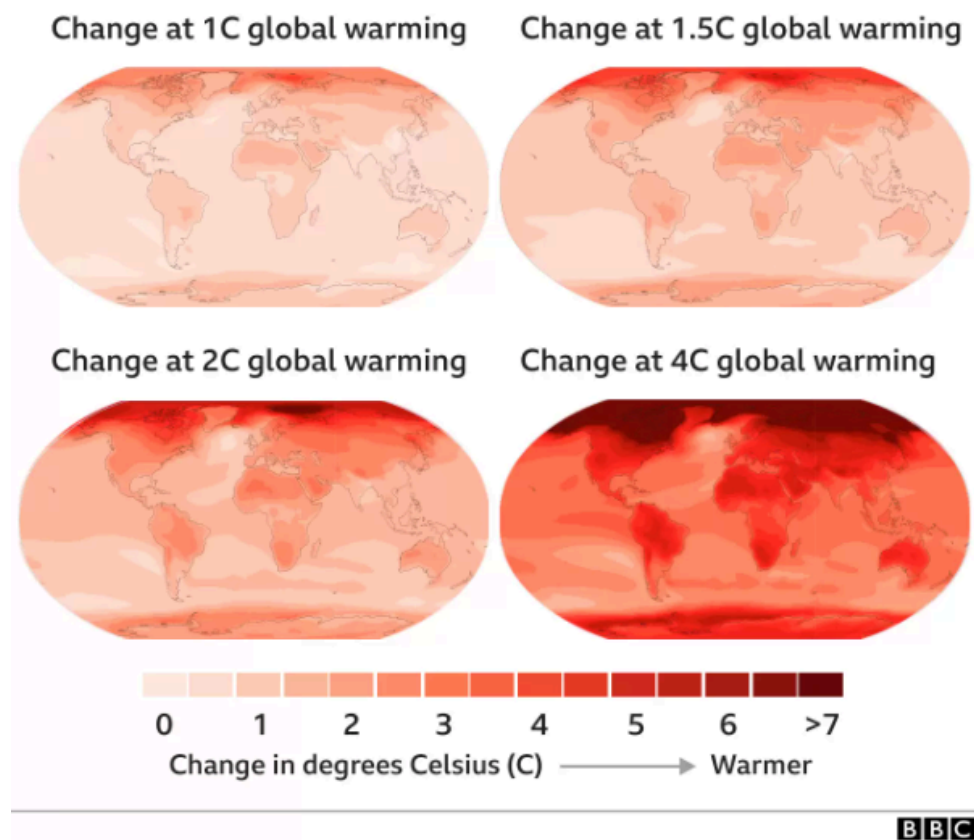 Change at 1C global warming
Change at 1.5C global warming
Change at 2C global warming
Change at 4C global warming
0 1 2 3 4 5 6 >7
Change in degrees Celsius (C) Warmer
BBC